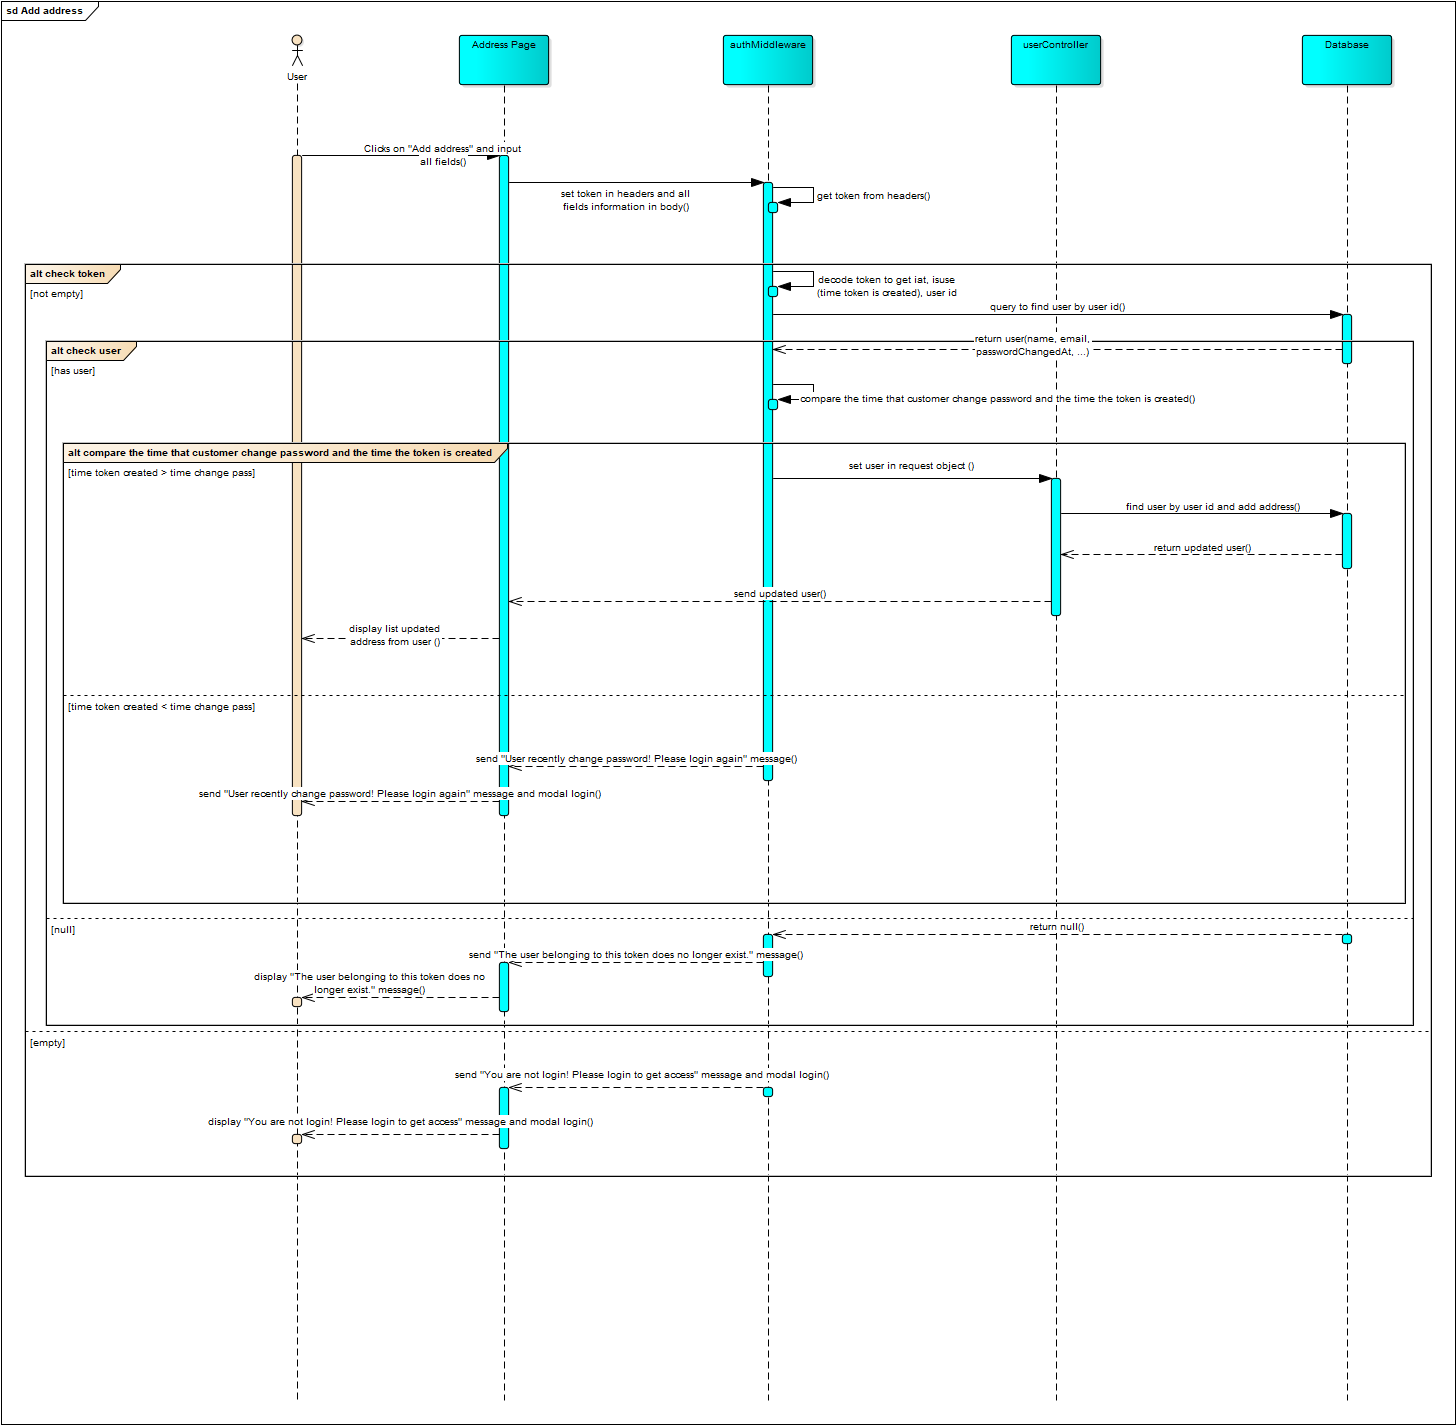 sd Add address
User
Address Page
authMiddleware
userController
Database
Clicks on "Add address" and input
all fields()
set token in headers and all
fields information in body()
get token from headers()
alt check token
[not empty]
decode token to get iat, isuse
(time token is created), user id
query to find user by user id()
return user(name, email,
passwordChangedAt, ...)
alt check user
[has user]
compare the time that customer change password and the time the token is created()
alt compare the time that customer change password and the time the token is created
[time token created > time change pass]
set user in request object ()
find user by user id and add address()
return updated user()
send updated user()
display list updated
address from user ()
[time token created < time change pass]
send "User recently change password! Please login again" message()
send "User recently change password! Please login again" message and modal login()
[null]
return null()
send "The user belonging to this token does no longer exist." message()
display "The user belonging to this token does no
longer exist." message()
[empty]
send "You are not login! Please login to get access" message and modal login()
display "You are not login! Please login to get access" message and modal login()